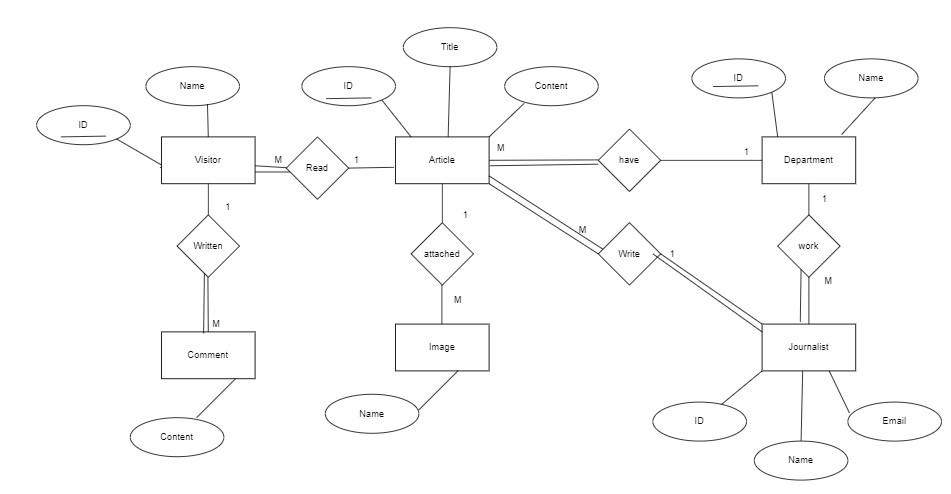 Title
Name
ID
Content
ID
Name
ID
Visitor
M
Read
1
Article
M
have
1
Department
1
Written
M
Comment
Content
1
attached
M
Image
Name
M
Write
1
1
work
M
Journalist
ID
Name
Email